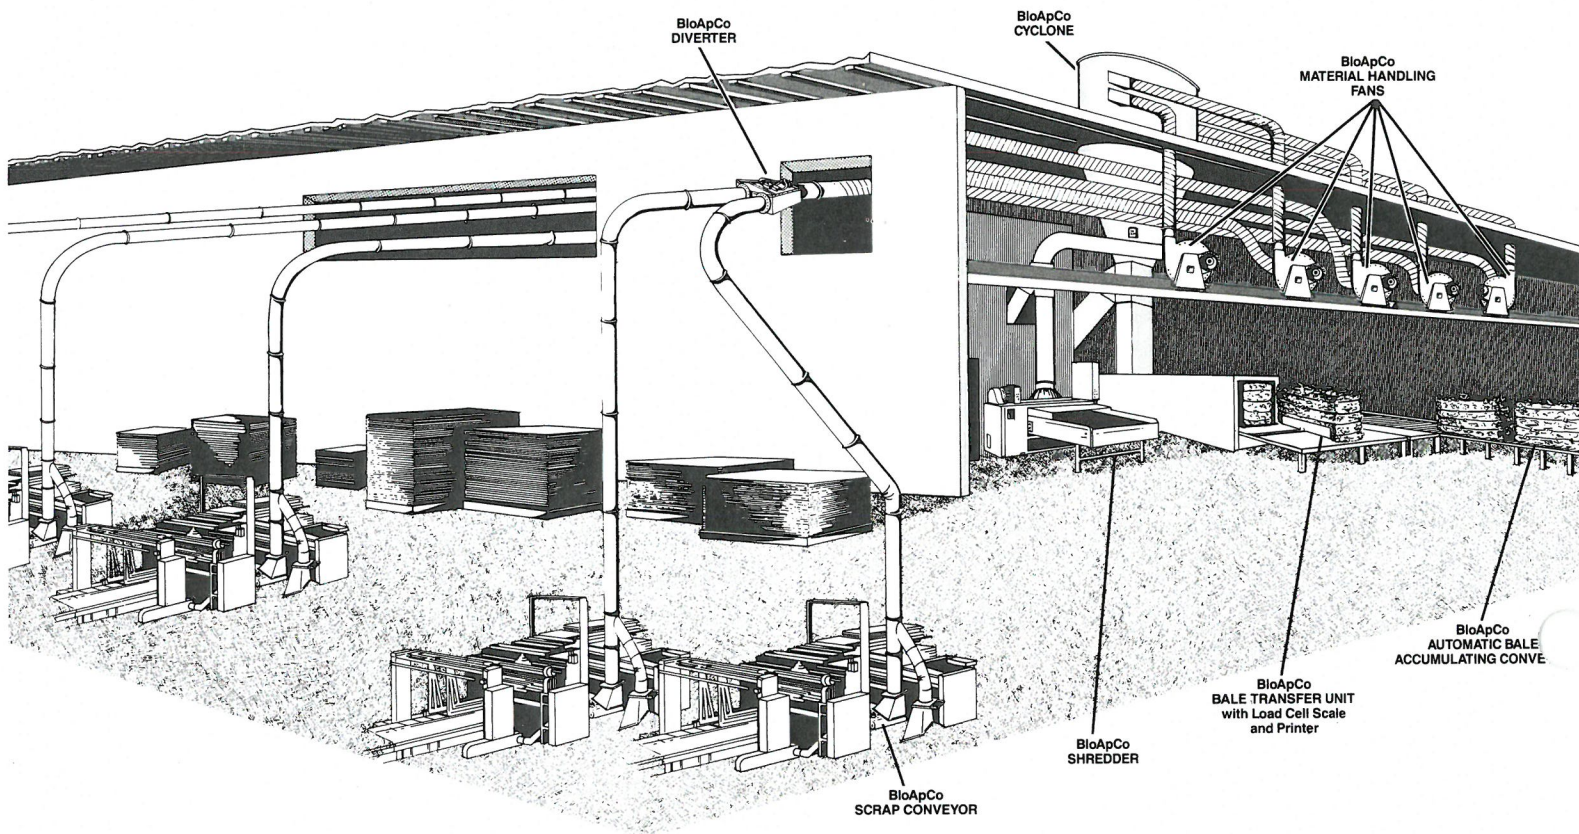 BloApCo
DIVERTER
BloApCo
CYCLONE
BloApCo
MATERIAL HANDLING
FANS
BloApCo
AUTOMATIC BALE
ACCUMULATING CONVE
BloApCo
BALE TRANSFER UNIT
with Load Cell Scale
and Printer
BloApCo
SHREDDER
BloApCo
SCRAP CONVEYOR